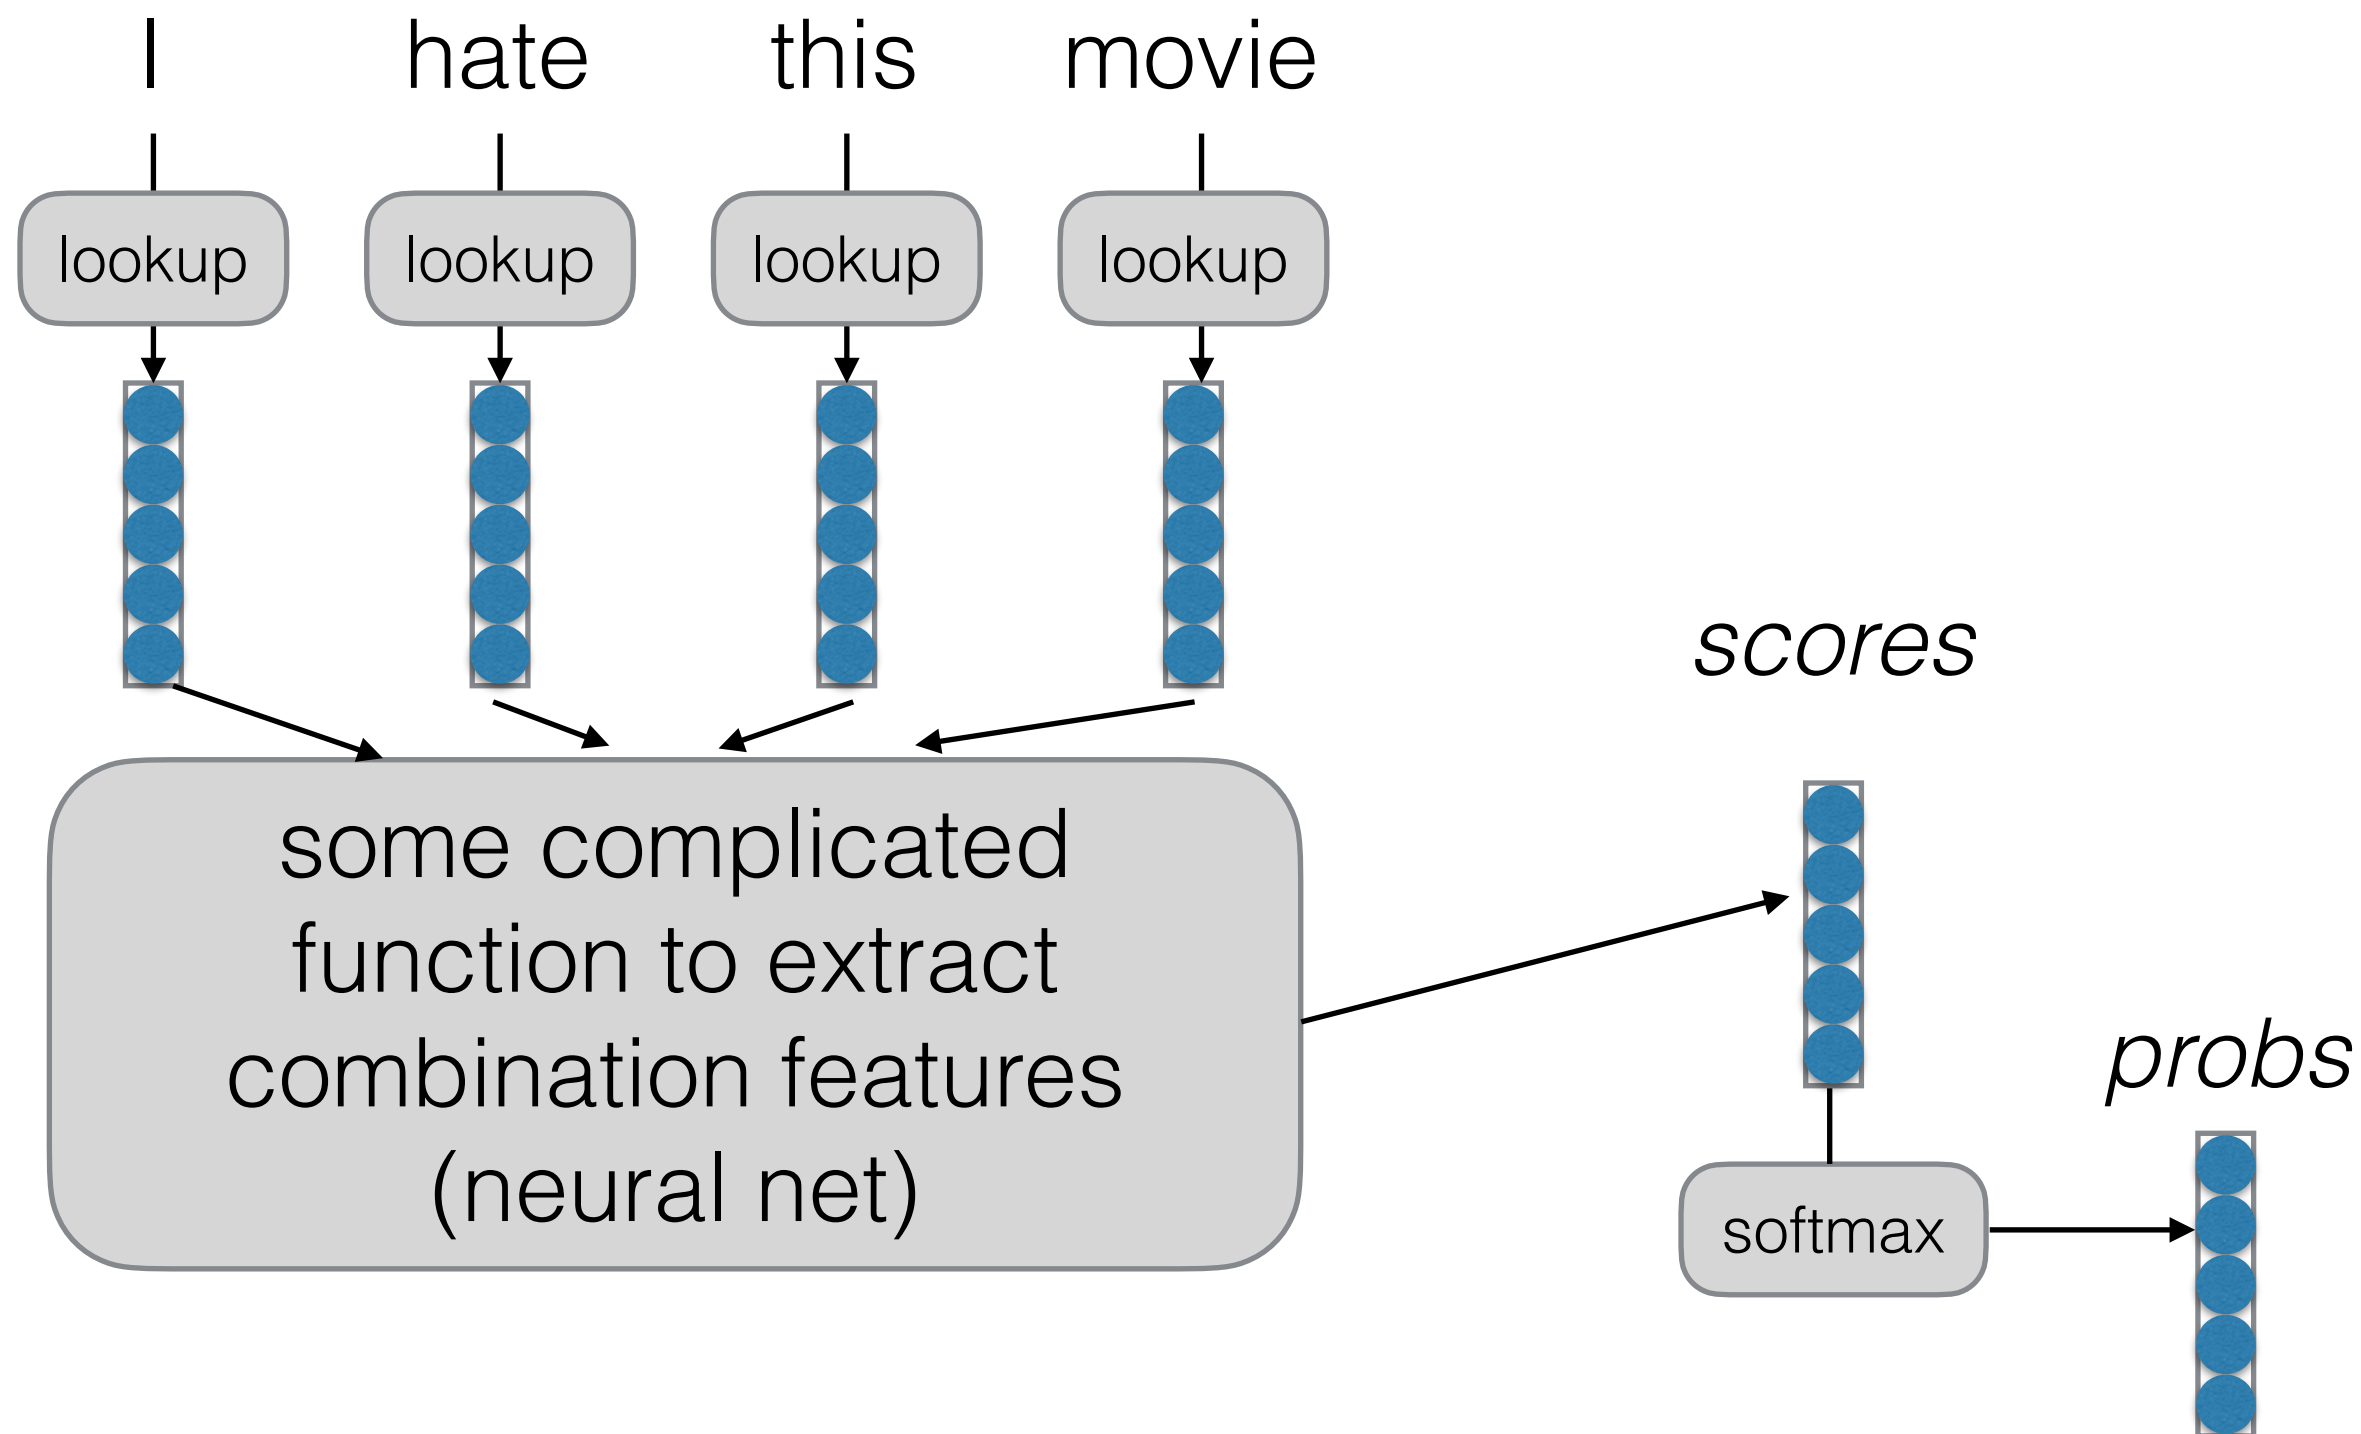 I hate this movie
lookup lookup lookup lookup
scores
some complicated
function to extract
combination features
(neural net)
probs
softmax